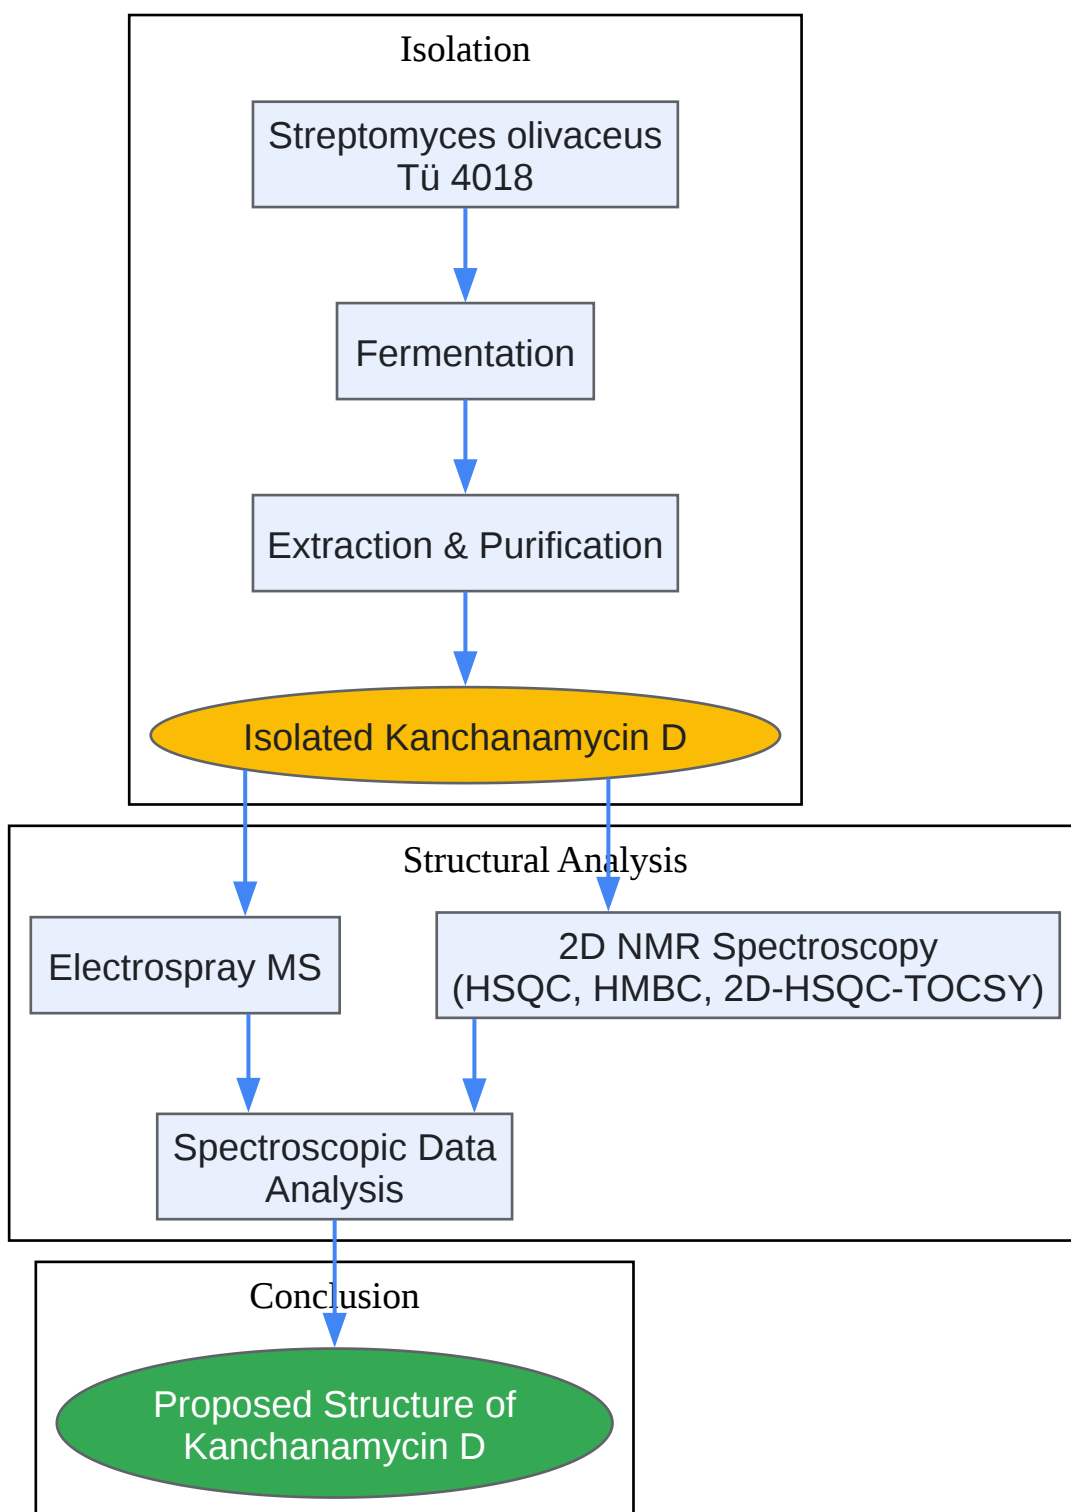 Isolation
Streptomyces olivaceus
Tü 4018
Fermentation
Extraction & Purification
Isolated Kanchanamycin D
Structural Analysis
Electrospray MS
2D NMR Spectroscopy
(HSQC, HMBC, 2D-HSQC-TOCSY)
Spectroscopic Data
Analysis
Conclusion
Proposed Structure of
Kanchanamycin D